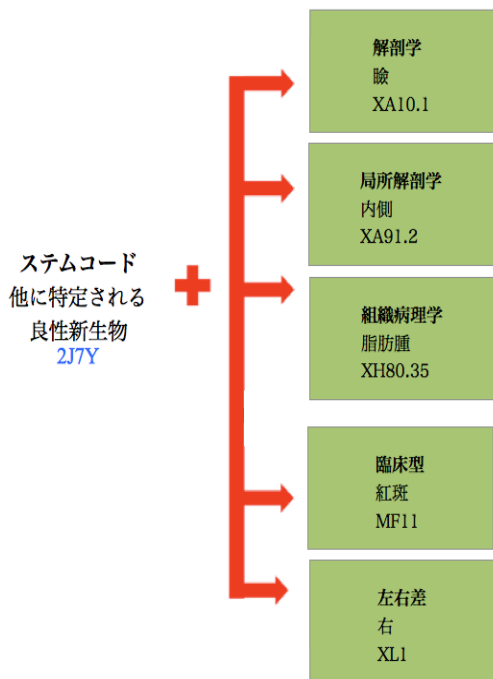 ステムコード
他に特定される
良性新生物
2J7Y
解剖学
瞼
XA10.1
局所解剖学
内側
XA91.2
組織病理学
脂肪腫
XH80.35
臨床型
紅斑
MF11
左右差
右
XL1